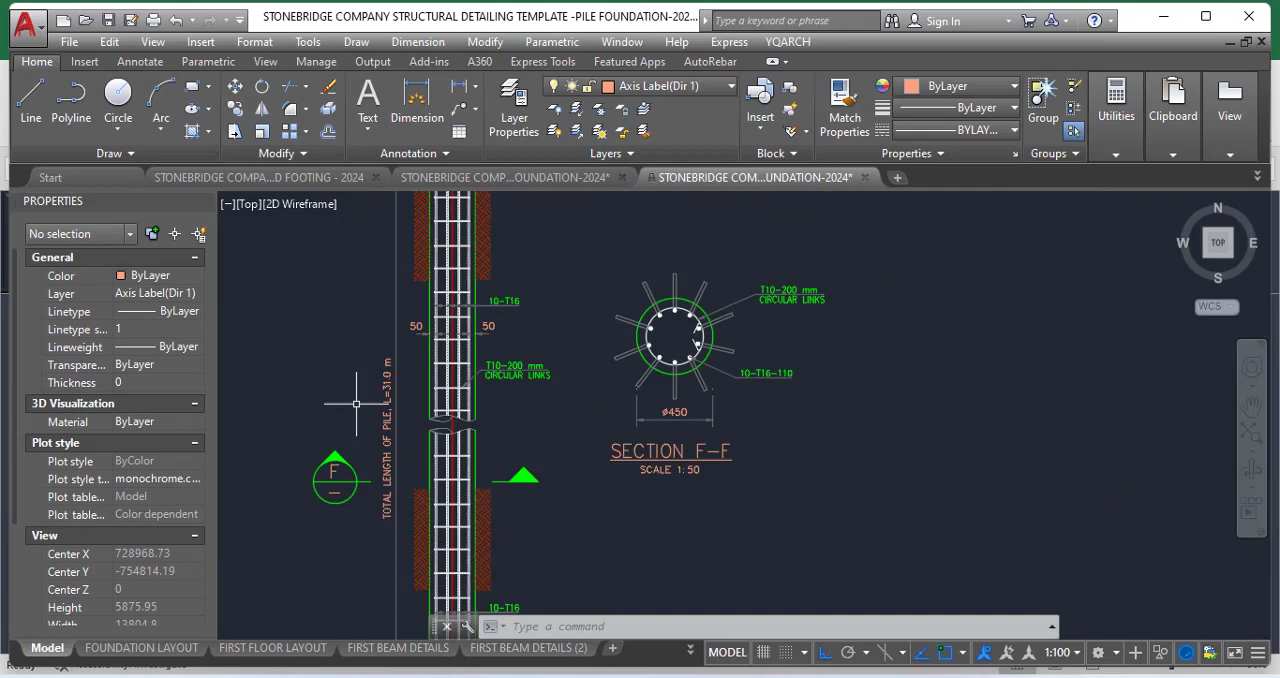 STONEBRIDGE COMPANY STRUCTURAL DETAILING TEMPLATE -PILE FOUNDATION-202...
Type a keyword or phrase
Sign In
File Edit View Insert Format Tools Draw Dimension Modify Parametric Window Help Express YQARCH
Home Insert Annotate Parametric View Manage Output Add-ins A360 Express Tools Featured Apps AutoRebar
Line Polyline Circle Arc
Text Dimension
Layer Properties
Axis Label(Dir 1)
Insert
Match Properties
ByLayer
ByLayer
BYLAY...
Group
Utilities
Clipboard
View
Draw Modify Annotation Layers Block Properties Groups
Start STONEBRIDGE COMPA...D FOOTING - 2024 STONEBRIDGE COMP...OUNDATION-2024* STONEBRIDGE COM...UNDATION-2024*
PROPERTIES
No selection
General
Color ByLayer
Layer Axis Label(Dir 1)
Linetype ByLayer
Linetype s... 1
Lineweight ByLayer
Transpare... ByLayer
Thickness 0
3D Visualization
Material ByLayer
Plot style
Plot style ByColor
Plot style t... monochrome.c...
Plot table... Model
Plot table... Color dependent
View
Center X 728968.73
Center Y -754814.19
Center Z 0
Height 5875.95
Width 13804.8
[−][Top][2D Wireframe]
10-T16
50 50
T10-200 mm
CIRCULAR LINKS
TOTAL LENGTH OF PILE, L=31.0 m
F
10-T16
T10-200 mm
CIRCULAR LINKS
10-T16-110
Ø450
SECTION F-F
SCALE 1:50
N
W TOP E
S
WCS
Type a command
Model FOUNDATION LAYOUT FIRST FLOOR LAYOUT FIRST BEAM DETAILS FIRST BEAM DETAILS (2)
MODEL
1:100
Ready